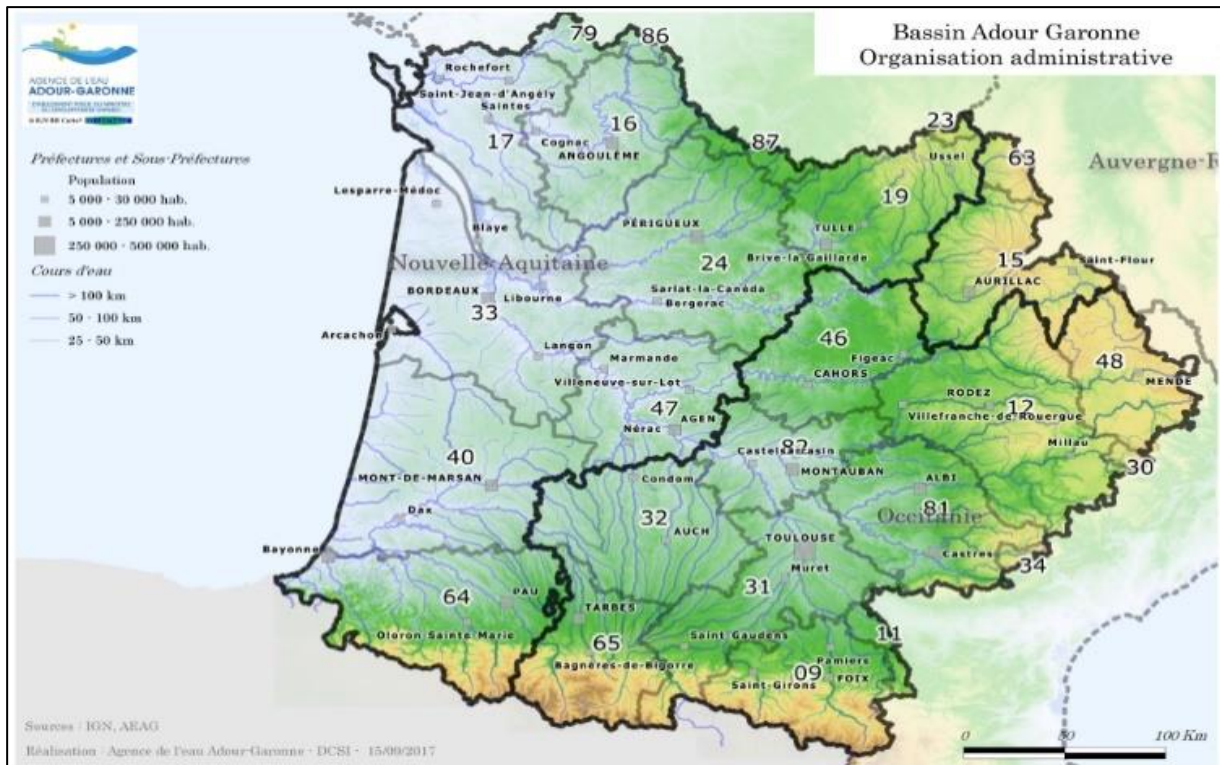 Bassin Adour Garonne
Organisation administrative
AGENCE DE L'EAU
ADOUR-GARONNE
Préfectures et Sous-Préfectures
Population
5 000 - 30 000 hab.
5 000 - 250 000 hab.
250 000 - 500 000 hab.
Cours d'eau
> 100 km
50 - 100 km
25 - 50 km
79
86
Rochefort
Saint-Jean-d'Angély
Saintes
17
16
Cognac
ANGOULÊME
87
23
Ussel
63
Auvergne-R
19
Lesparre-Médoc
Blaye
PÉRIGUEUX
TULLE
Brive-la-Gaillarde
Nouvelle Aquitaine
24
15
Saint-Flour
AURILLAC
BORDEAUX
Libourne
33
Sarlat-la-Canéda
Bergerac
Arcachon
46
Langon
Marmande
Figeac
48
Villeneuve-sur-Lot
CAHORS
MENDE
47
AGEN
Nérac
RODEZ
12
Villefranche-de-Rouergue
Millau
82
Castelsarrasin
30
40
MONT-DE-MARSAN
Condom
MONTAUBAN
ALBI
81
Dax
32
AUCH
Occitanie
Bayonne
TOULOUSE
Castres
Muret
34
31
64
PAU
TARBES
Oloron-Sainte-Marie
65
Saint-Gaudens
11
Bagnères-de-Bigorre
Pamiers
09
FOIX
Saint-Girons
Sources : IGN, AEAG
Réalisation : Agence de l'eau Adour-Garonne - DCSI - 15/09/2017
0 50 100 Km